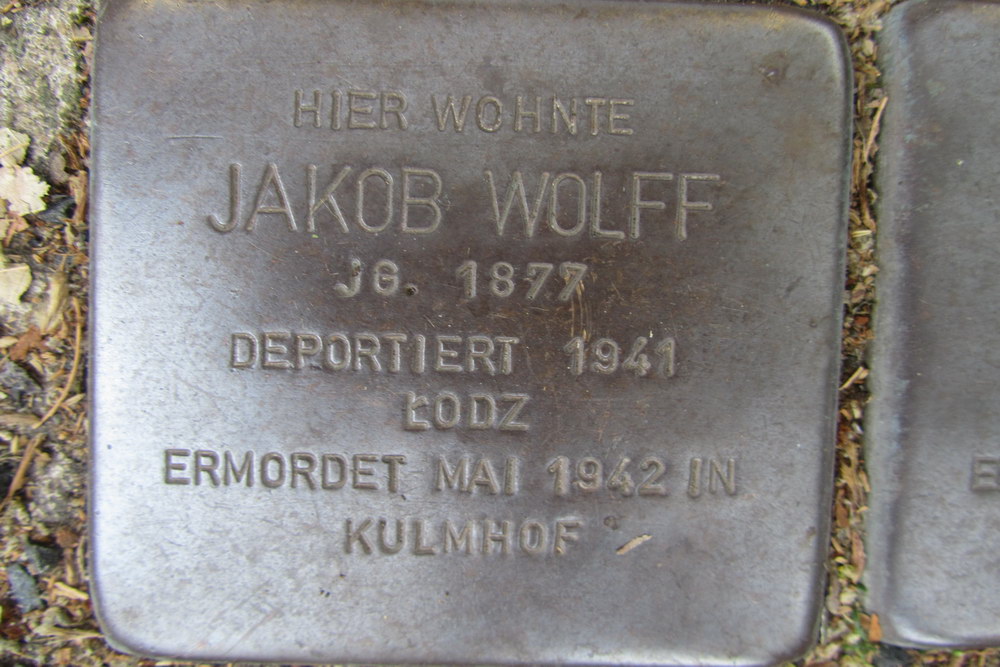 HIER WOHNTE
JAKOB WOLFF
JG. 1877
DEPORTIERT 1941
ŁODZ
ERMORDET MAI 1942 IN
KULMHOF
E